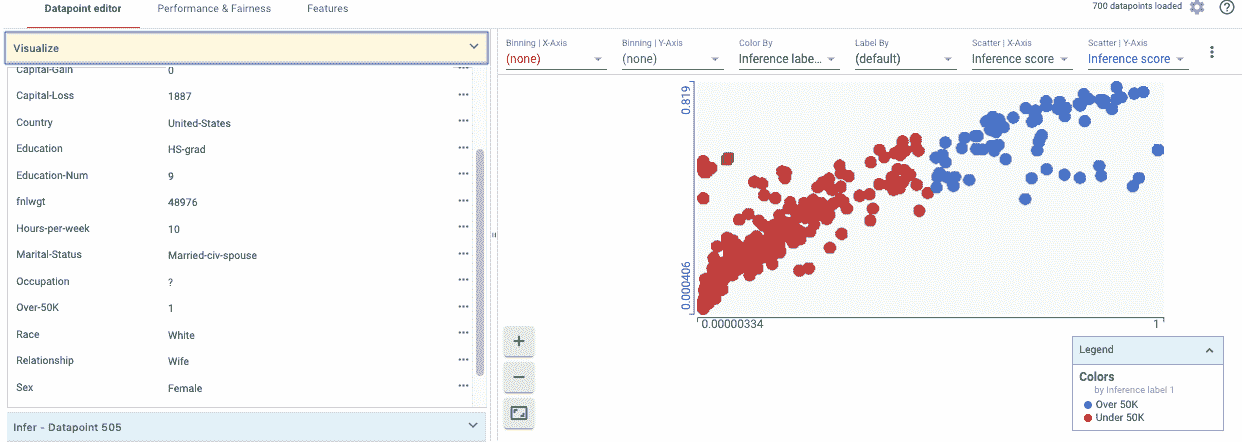 Datapoint editor Performance & Fairness Features 700 datapoints loaded
Visualize
Capital-Gain 0
Capital-Loss 1887
Country United-States
Education HS-grad
Education-Num 9
fnlwgt 48976
Hours-per-week 10
Marital-Status Married-civ-spouse
Occupation ?
Over-50K 1
Race White
Relationship Wife
Sex Female
Infer - Datapoint 505
Binning | X-Axis Binning | Y-Axis Color By Label By Scatter | X-Axis Scatter | Y-Axis
(none) (none) Inference labe... (default) Inference score Inference score
0.819
0.000406
0.00000334 1
Legend
Colors
by Inference label 1
Over 50K
Under 50K